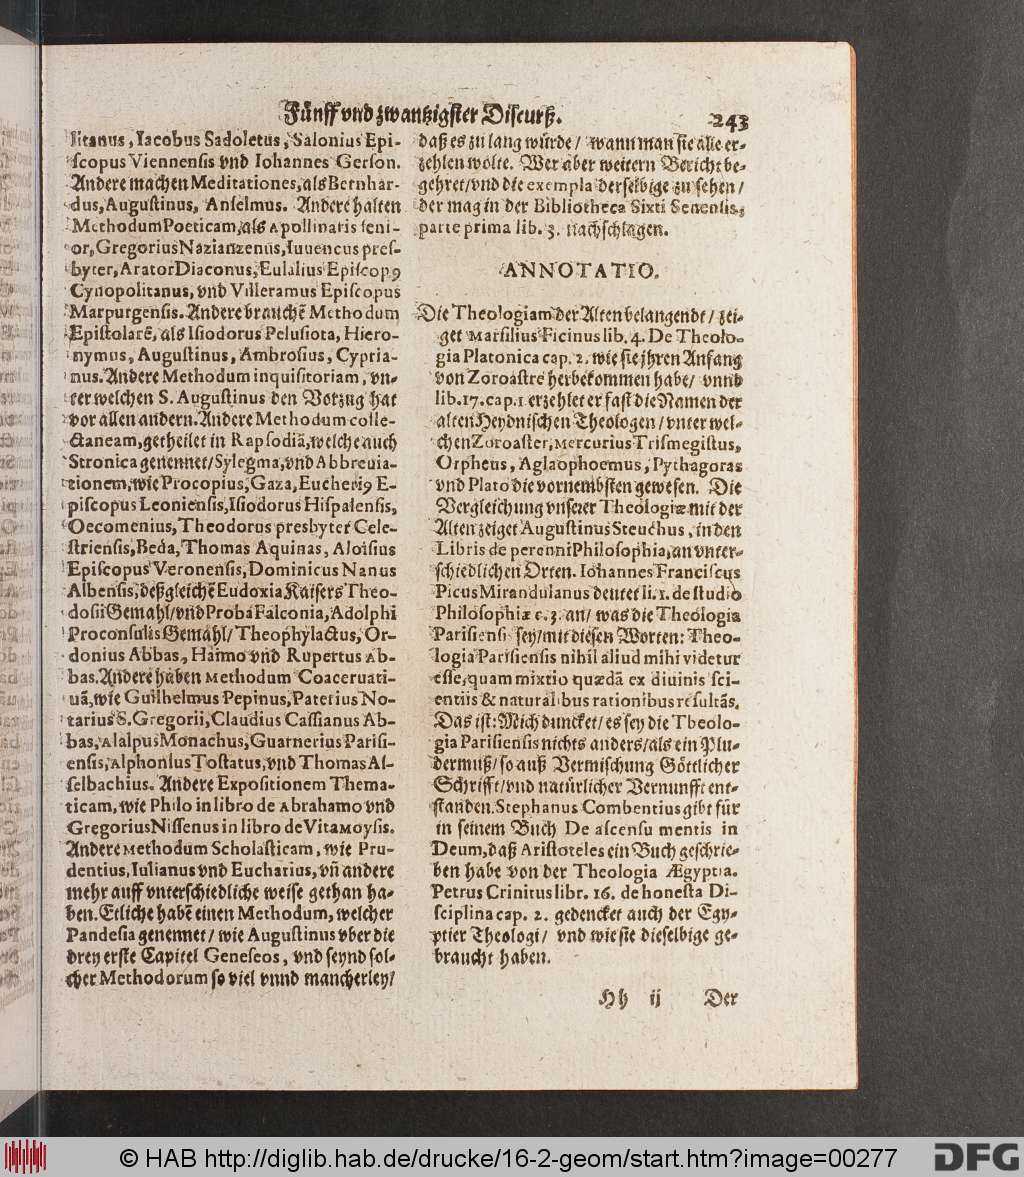 Fünff vnd zwantzigster Discurß. 243
litanus, Iacobus Sadoletus, Salonius Epi-
scopus Viennensis vnd Iohannes Gerson.
Andere machen Meditationes, als Bernhar-
dus, Augustinus, Anselmus. Andere halten
Methodum Poeticam, als Apollinaris seni-
or, Gregorius Nazianzenus, Iuuencus pres-
byter, Arator Diaconus, Eulalius Episcopꝰ
Cynopolitanus, vnd Villeramus Episcopus
Marpurgensis. Andere brauchẽ Methodum
Epistolarẽ, als Isiodorus Pelusiota, Hiero-
nymus, Augustinus, Ambrosius, Cypria-
nus. Andere Methodum inquisitoriam, vn-
ter welchen S. Augustinus den Vorzug hat
vor allen andern. Andere Methodum colle-
ctaneam, getheilet in Rapsodiã, welche auch
Stronica genennet/ Sylegma, vnd Abbreuia-
tionem, wie Procopius, Gaza, Eucheriꝰ E-
piscopus Leoniensis, Isiodorus Hispalensis,
Oecomenius, Theodorus presbyter Cele-
striensis, Beda, Thomas Aquinas, Aloisius
Episcopus Veronensis, Dominicus Nanus
Albensis, deßgleichẽ Eudoxia Kaisers Theo-
dosii Gemahl/ vnd Proba Falconia, Adolphi
Proconsulis Gemahl/ Theophylactus, Or-
donius Abbas, Haimo vnd Rupertus Ab-
bas. Andere haben Methodum Coaceruati-
uã, wie Guilhelmus Pepinus, Paterius No-
tarius S. Gregorii, Claudius Cassianus Ab-
bas, Alalpus Monachus, Guarnerius Parisi-
ensis, Alphonsus Tostatus, vnd Thomas As-
selbachius. Andere Expositionem Thema-
ticam, wie Philo in libro de Abrahamo vnd
Gregorius Nissenus in libro de Vita Moysis.
Andere Methodum Scholasticam, wie Pru-
dentius, Iulianus vnd Eucharius, vñ andere
mehr auff vnterschiedliche weise gethan ha-
ben. Etliche habẽ einen Methodum, welcher
Pandesia genennet/ wie Augustinus vber die
drey erste Capitel Geneseos, vnd seynd sol-
cher Methodorum so viel vnnd mancherley/
daß es zu lang würde/ wann man sie alle er-
zehlen wolte. Wer aber weitern Bericht be-
gehret/ vnd die exempla derselbige zu sehen/
der mag in der Bibliotheca Sixti Senensis,
parte prima lib. 3. nachschlagen.
ANNOTATIO.
Die Theologiam der Alten belangendt/ zei-
get Marsilius Ficinus lib. 4. De Theolo-
gia Platonica cap. 2. wie sie jhren Anfang
von Zoroastre herbekommen habe/ vnnd
lib. 17. cap. 1 erzehlet er fast die Namen der
alten Heydnischen Theologen/ vnter wel-
chen Zoroaster, Mercurius Trismegistus,
Orpheus, Aglaophoemus, Pythagoras
vnd Plato die vornembsten gewesen. Die
Vergleichung vnserer Theologiæ mit der
Alten zeiget Augustinus Steuchus, in den
Libris de perenni Philosophia, an vnter-
schiedlichen Orten. Iohannes Franciscus
Picus Mirandulanus deutet li. 1. de studio
Philosophiæ c. 3. an/ was die Theologia
Parisiensis sey/ mit diesen Worten: Theo-
logia Parisiensis nihil aliud mihi videtur
esse, quam mixtio quædã ex diuinis sci-
entiis & naturalibus rationibus resultãs.
Das ist: Mich duncket/ es sey die Theolo-
gia Parisiensis nichts anders/ als ein Plu-
dermuß/ so auß Vermischung Göttlicher
Schrifft/ vnd natürlicher Vernunfft ent-
standen. Stephanus Combentius gibt für
in seinem Buch De ascensu mentis in
Deum, daß Aristoteles ein Buch geschrie-
ben habe von der Theologia Ægyptia.
Petrus Crinitus libr. 16. de honesta Di-
sciplina cap. 2. gedencket auch der Egy-
ptier Theologi/ vnd wie sie dieselbige ge-
braucht haben.
Hh ij Der
© HAB http://diglib.hab.de/drucke/16-2-geom/start.htm?image=00277 DFG